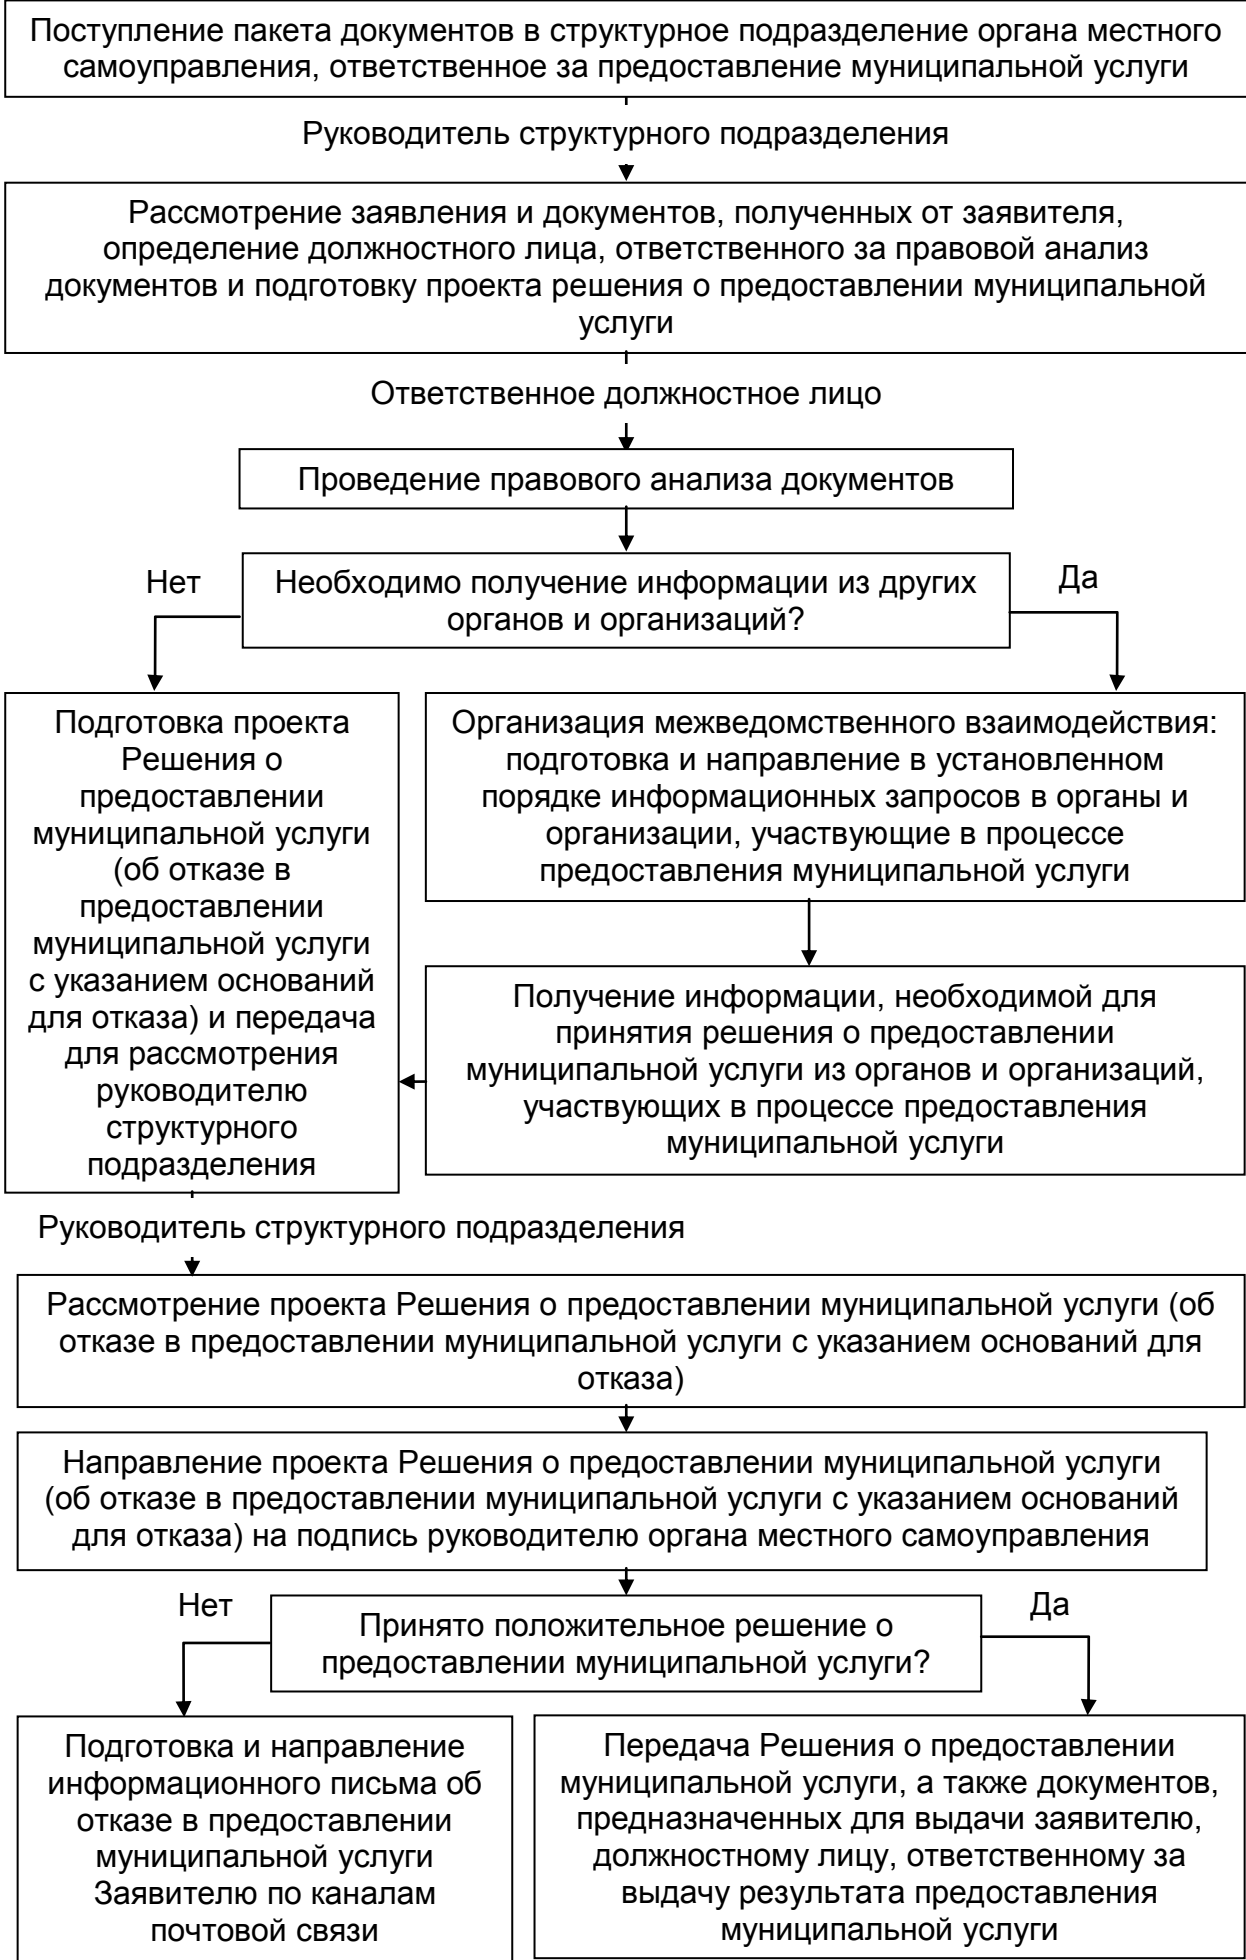 Поступление пакета документов в структурное подразделение органа местного
самоуправления, ответственное за предоставление муниципальной услуги
Руководитель структурного подразделения
Рассмотрение заявления и документов, полученных от заявителя,
определение должностного лица, ответственного за правовой анализ
документов и подготовку проекта решения о предоставлении муниципальной
услуги
Ответственное должностное лицо
Проведение правового анализа документов
Нет
Необходимо получение информации из других
органов и организаций?
Да
Подготовка проекта
Решения о
предоставлении
муниципальной услуги
(об отказе в
предоставлении
муниципальной услуги
с указанием оснований
для отказа) и передача
для рассмотрения
руководителю
структурного
подразделения
Организация межведомственного взаимодействия:
подготовка и направление в установленном
порядке информационных запросов в органы и
организации, участвующие в процессе
предоставления муниципальной услуги
Получение информации, необходимой для
принятия решения о предоставлении
муниципальной услуги из органов и организаций,
участвующих в процессе предоставления
муниципальной услуги
Руководитель структурного подразделения
Рассмотрение проекта Решения о предоставлении муниципальной услуги (об
отказе в предоставлении муниципальной услуги с указанием оснований для
отказа)
Направление проекта Решения о предоставлении муниципальной услуги
(об отказе в предоставлении муниципальной услуги с указанием оснований
для отказа) на подпись руководителю органа местного самоуправления
Нет
Принято положительное решение о
предоставлении муниципальной услуги?
Да
Подготовка и направление
информационного письма об
отказе в предоставлении
муниципальной услуги
Заявителю по каналам
почтовой связи
Передача Решения о предоставлении
муниципальной услуги, а также документов,
предназначенных для выдачи заявителю,
должностному лицу, ответственному за
выдачу результата предоставления
муниципальной услуги